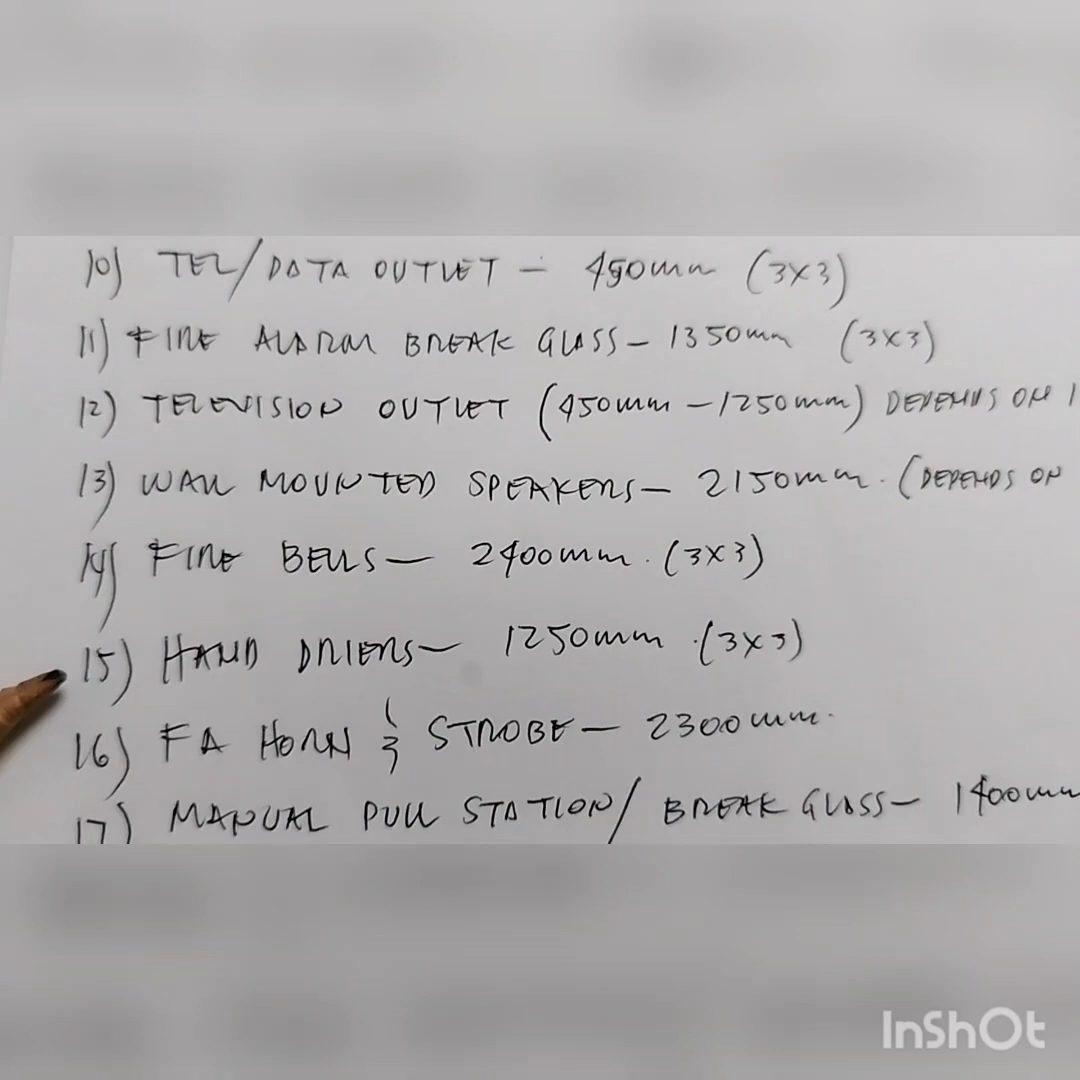 10) TEL/DATA OUTLET - 450mm (3X3)
11) FIRE ALARM BREAK GLASS - 1350mm (3X3)
12) TELEVISION OUTLET (450mm - 1250mm) DEPENDS ON
13) WALL MOUNTED SPEAKERS - 2150mm. (DEPENDS ON
14) FIRE BELLS - 2400mm. (3X3)
15) HAND DRIERS - 1250mm. (3X3)
16) FA HORN & STROBE - 2300mm.
17) MANUAL PULL STATION/ BREAK GLASS - 1400mm
InShOt